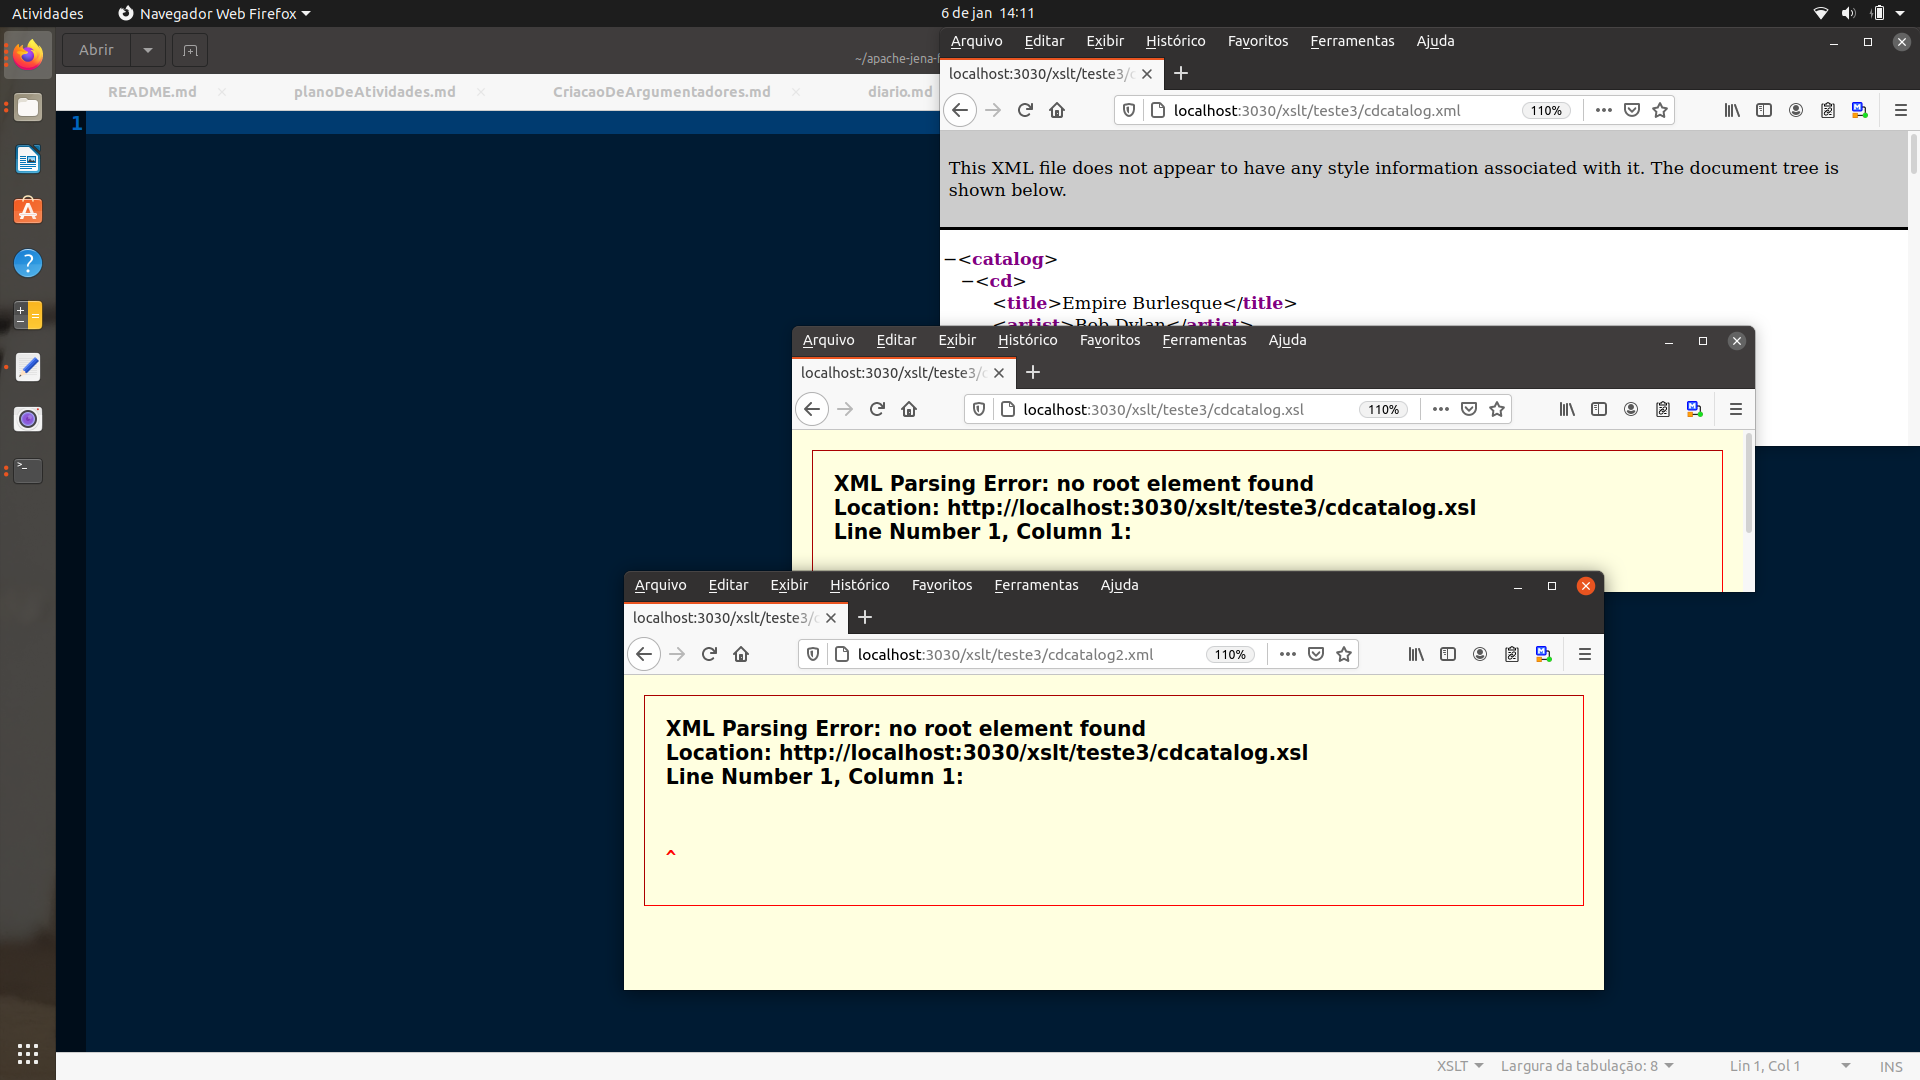 Atividades
Navegador Web Firefox
6 de jan 14:11
Abrir
~/apache-jena-
README.md
planoDeAtividades.md
CriacaoDeArgumentadores.md
diario.md
1
Arquivo Editar Exibir Histórico Favoritos Ferramentas Ajuda
localhost:3030/xslt/teste3/
localhost:3030/xslt/teste3/cdcatalog.xml
110%
This XML file does not appear to have any style information associated with it. The document tree is
shown below.
−<catalog>
−<cd>
<title>Empire Burlesque</title>
<artist>Bob Dylan</artist>
Arquivo Editar Exibir Histórico Favoritos Ferramentas Ajuda
localhost:3030/xslt/teste3/
localhost:3030/xslt/teste3/cdcatalog.xsl
110%
XML Parsing Error: no root element found
Location: http://localhost:3030/xslt/teste3/cdcatalog.xsl
Line Number 1, Column 1:
Arquivo Editar Exibir Histórico Favoritos Ferramentas Ajuda
localhost:3030/xslt/teste3/
localhost:3030/xslt/teste3/cdcatalog2.xml
110%
XML Parsing Error: no root element found
Location: http://localhost:3030/xslt/teste3/cdcatalog.xsl
Line Number 1, Column 1:
^
XSLT
Largura da tabulação: 8
Lin 1, Col 1
INS